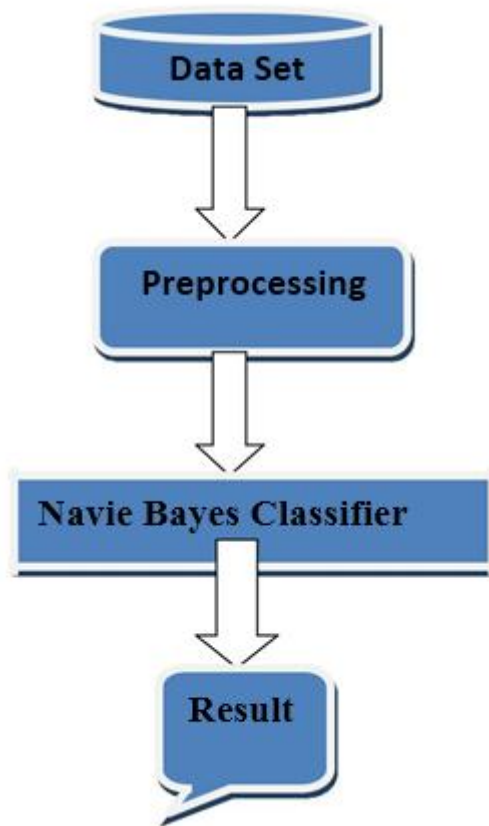 Data Set
Preprocessing
Navie Bayes Classifier
Result